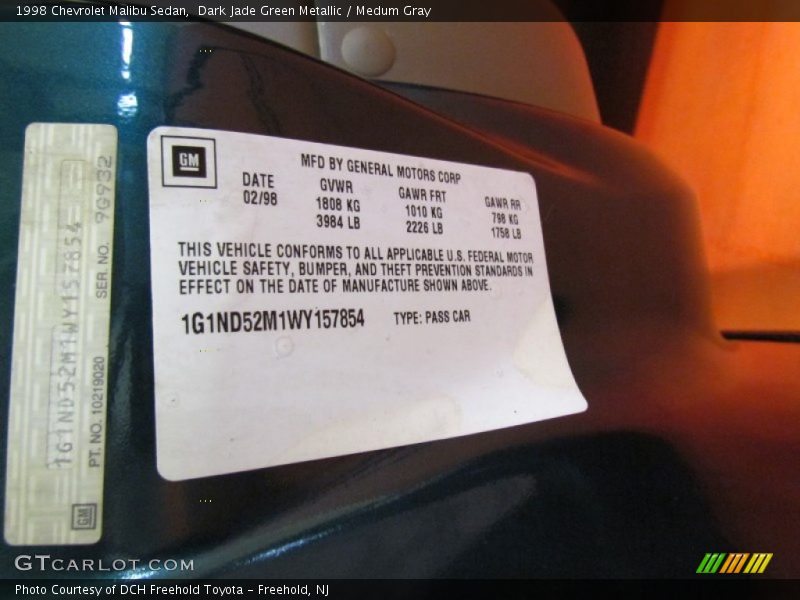 1998 Chevrolet Malibu Sedan,  Dark Jade Green Metallic / Medum Gray
1G1ND52M1WY157854
PT. NO. 10219020 SER NO. 9G932
GM
GM
MFD BY GENERAL MOTORS CORP
DATE GVWR GAWR FRT GAWR RR
02/98 1808 KG 1010 KG 798 KG
3984 LB 2226 LB 1758 LB
THIS VEHICLE CONFORMS TO ALL APPLICABLE U.S. FEDERAL MOTOR
VEHICLE SAFETY, BUMPER, AND THEFT PREVENTION STANDARDS IN
EFFECT ON THE DATE OF MANUFACTURE SHOWN ABOVE.
1G1ND52M1WY157854 TYPE: PASS CAR
GTCARLOT.COM
Photo Courtesy of DCH Freehold Toyota - Freehold, NJ